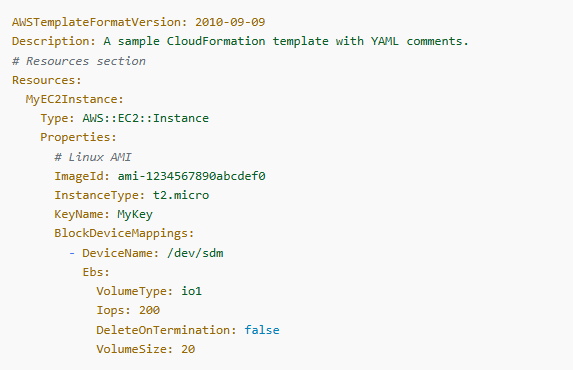 AWSTemplateFormatVersion: 2010-09-09
Description: A sample CloudFormation template with YAML comments.
# Resources section
Resources:
  MyEC2Instance:
    Type: AWS::EC2::Instance
    Properties:
      # Linux AMI
      ImageId: ami-1234567890abcdef0
      InstanceType: t2.micro
      KeyName: MyKey
      BlockDeviceMappings:
        - DeviceName: /dev/sdm
          Ebs:
            VolumeType: io1
            Iops: 200
            DeleteOnTermination: false
            VolumeSize: 20